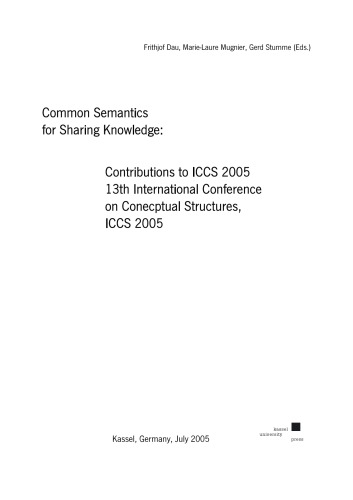 Frithjof Dau, Marie-Laure Mugnier, Gerd Stumme (Eds.)
Common Semantics
for Sharing Knowledge:
Contributions to ICCS 2005
13th International Conference
on Conecptual Structures,
ICCS 2005
Kassel, Germany, July 2005
kassel
university
press